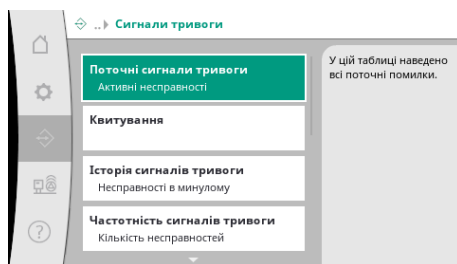 ..▶ Сигнали тривоги
Поточні сигнали тривоги
Активні несправності
Квитування
Історія сигналів тривоги
Несправності в минулому
Частотність сигналів тривоги
Кількість несправностей
У цій таблиці наведено
всі поточні помилки.
?